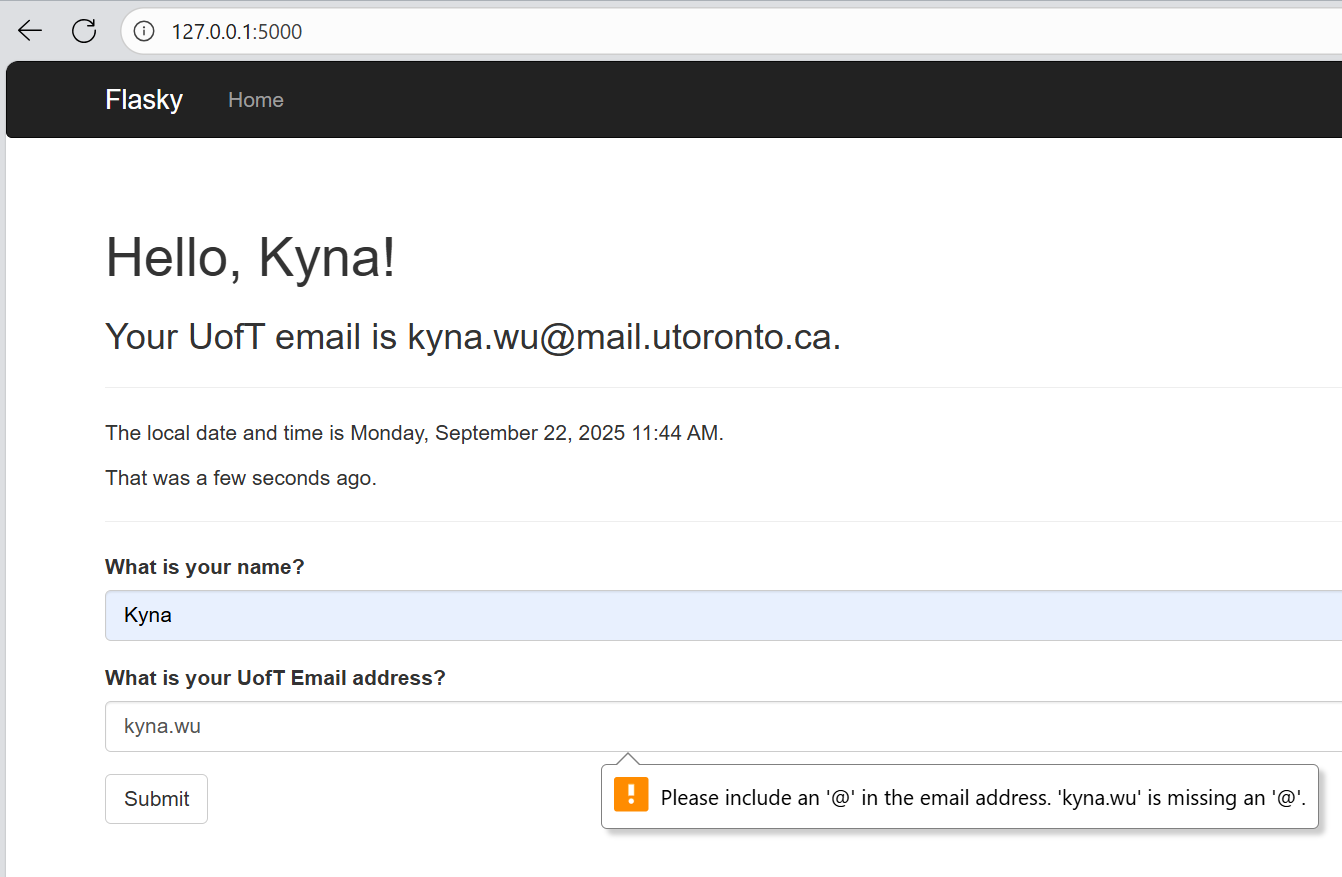 127.0.0.1:5000
Flasky Home
Hello, Kyna!
Your UofT email is kyna.wu@mail.utoronto.ca.
The local date and time is Monday, September 22, 2025 11:44 AM.
That was a few seconds ago.
What is your name?
Kyna
What is your UofT Email address?
kyna.wu
Submit
Please include an '@' in the email address. 'kyna.wu' is missing an '@'.